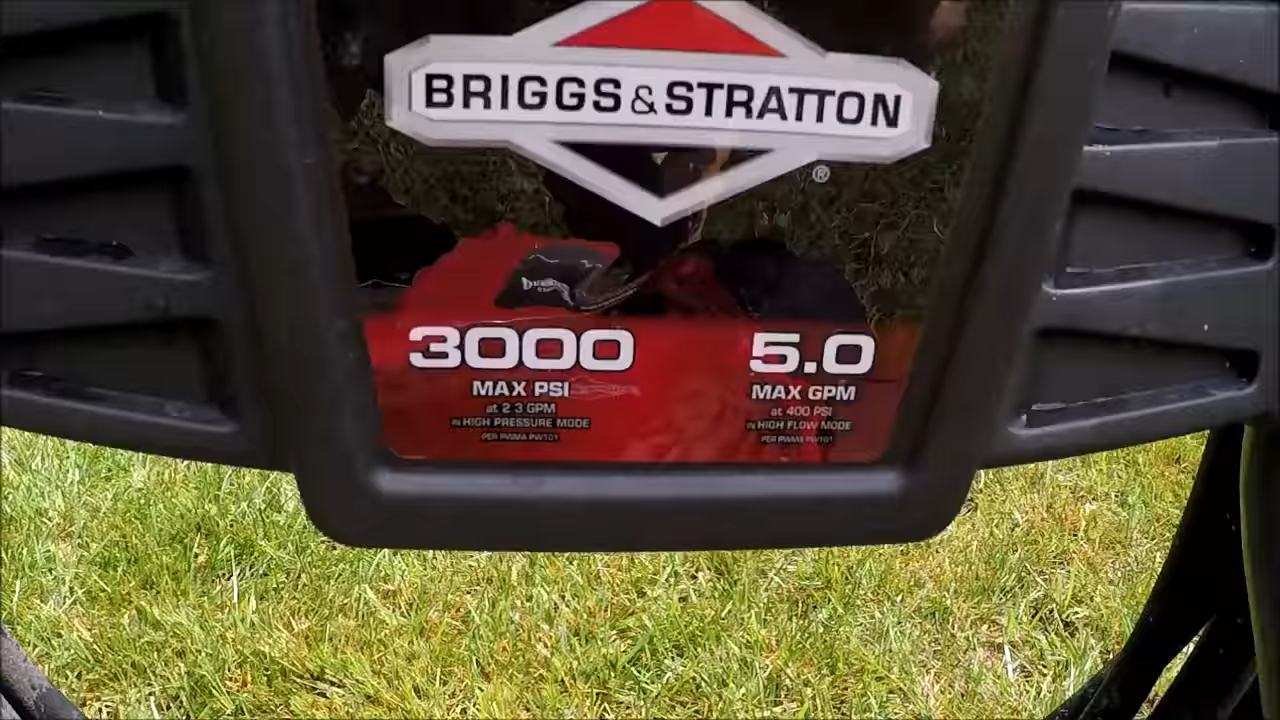 BRIGGS & STRATTON
®
3000
MAX PSI
at 2.3 GPM
IN HIGH PRESSURE MODE
PER PWMA PW101
5.0
MAX GPM
at 400 PSI
IN HIGH FLOW MODE
PER PWMA PW101